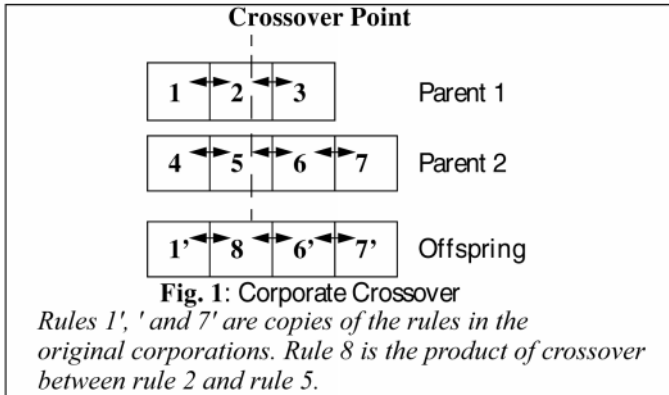 Crossover Point
1 2 3 Parent 1
4 5 6 7 Parent 2
1’ 8 6’ 7’ Offspring
Fig. 1: Corporate Crossover
Rules 1', ' and 7' are copies of the rules in the
original corporations. Rule 8 is the product of crossover
between rule 2 and rule 5.